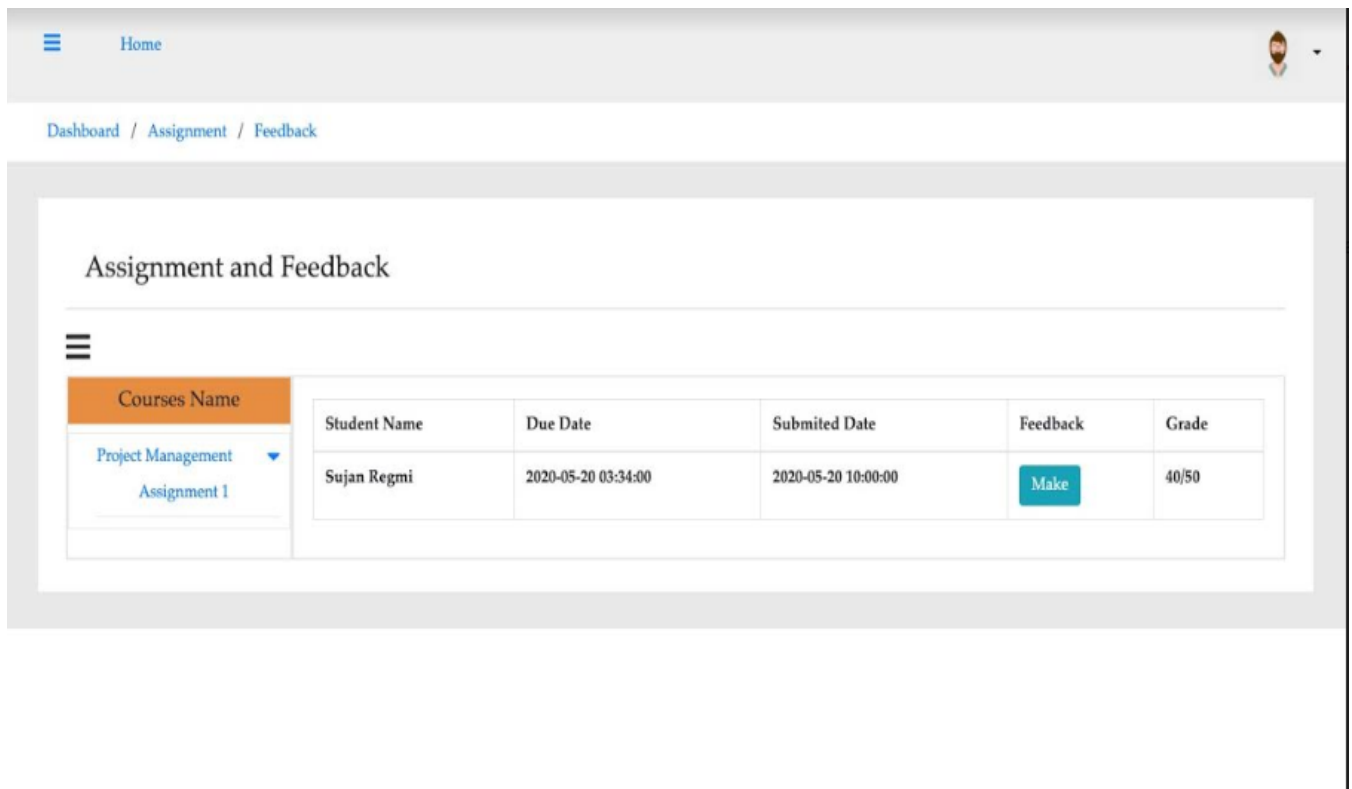 Home
Dashboard / Assignment / Feedback
Assignment and Feedback
Courses Name
Project Management
Assignment 1
Student Name Due Date Submited Date Feedback Grade
Sujan Regmi 2020-05-20 03:34:00 2020-05-20 10:00:00 Make 40/50